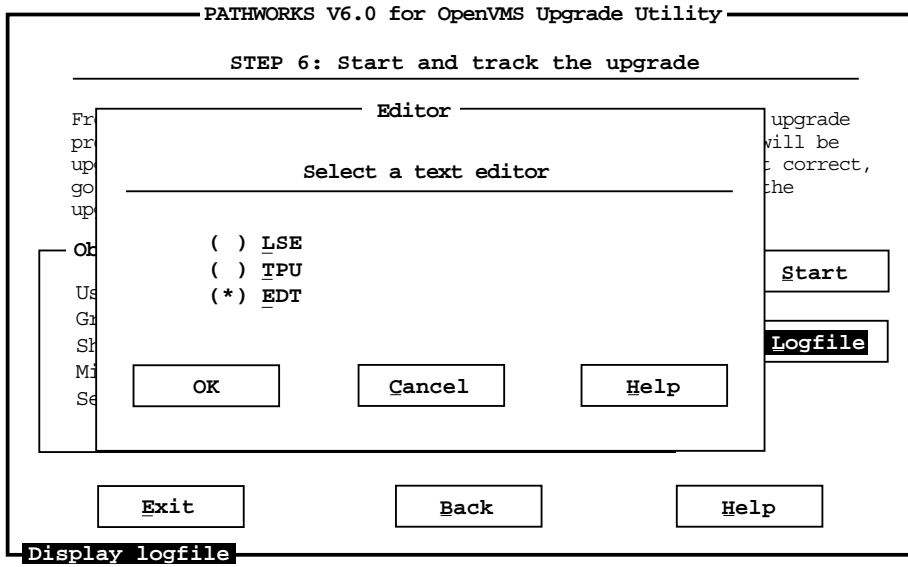 PATHWORKS V6.0 for OpenVMS Upgrade Utility
STEP 6: Start and track the upgrade
Editor
upgrade
will be
correct,
the
Select a text editor
( ) LSE
( ) TPU
(*) EDT
Start
Logfile
OK Cancel Help
Exit Back Help
Display logfile